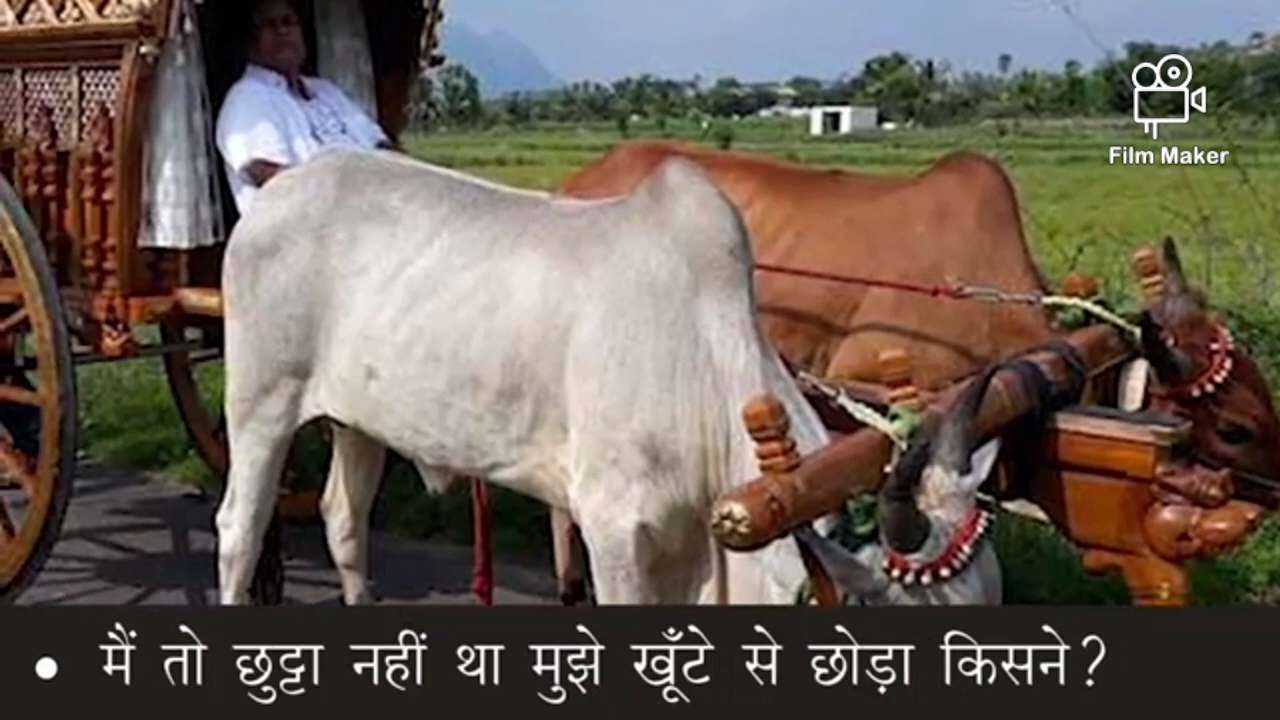 Film Maker
• मैं तो छुट्टा नहीं था मुझे खूँटे से छोड़ा किसने?